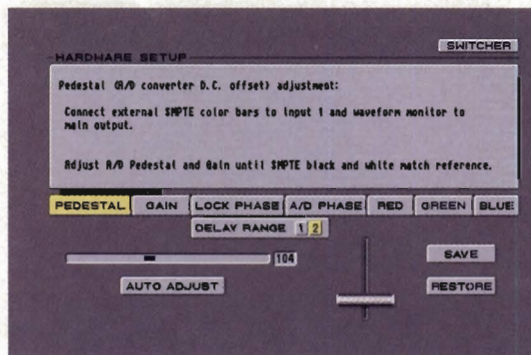 SWITCHER
HARDWARE SETUP
Pedestal (A/D converter D.C. offset) adjustment:
Connect external SMPTE color bars to input 1 and waveform monitor to
main output.
Adjust A/D Pedestal and Gain until SMPTE black and white match reference.
PEDESTAL GAIN LOCK PHASE A/D PHASE RED GREEN BLUE
DELAY RANGE 1 2
104
SAVE
AUTO ADJUST
RESTORE